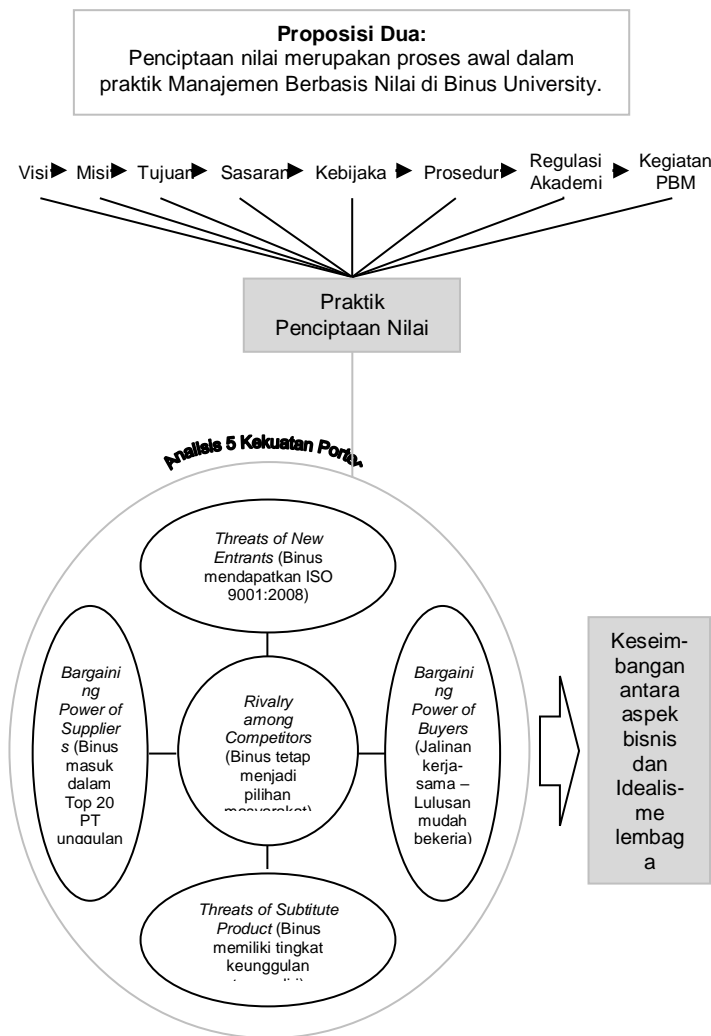 Proposisi Dua:
Penciptaan nilai merupakan proses awal dalam
praktik Manajemen Berbasis Nilai di Binus University.
Visi Misi Tujuan Sasaran Kebijaka Prosedur Regulasi
Akademi Kegiatan
PBM
Praktik
Penciptaan Nilai
Analisis 5 Kekuatan Porter
Threats of New
Entrants (Binus
mendapatkan ISO
9001:2008)
Bargaini
ng
Power of
Supplier
s (Binus
masuk
dalam
Top 20
PT
unggulan
Rivalry
among
Competitors
(Binus tetap
menjadi
pilihan
masyarakat)
Bargaini
ng
Power of
Buyers
(Jalinan
kerja-
sama –
Lulusan
mudah
bekerja)
Threats of Subtitute
Product (Binus
memiliki tingkat
keunggulan
Keseim-
bangan
antara
aspek
bisnis
dan
Idealis-
me
lembag
a